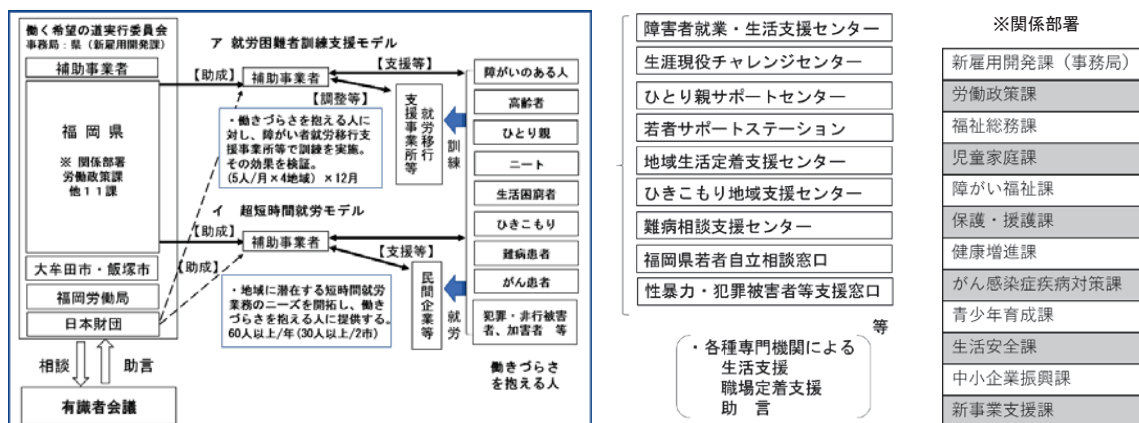 働く希望の道実行委員会
事務局:県(新雇用開発課)
補助事業者
福岡県
※ 関係部署
労働政策課
他11課
大牟田市・飯塚市
福岡労働局
日本財団
相談
助言
有識者会議
ア 就労困難者訓練支援モデル
【助成】
補助事業者
【支援等】
【調整等】
・働きづらさを抱える人に
対し、障がい者就労移行支
援事業所等で訓練を実施。
その効果を検証。
(5人/月×4地域)×12月
就労移行
支援事業所等
訓練
イ 超短時間就労モデル
【助成】
補助事業者
【助成】
【支援等】
・地域に潜在する短時間就労
業務のニーズを開拓し、働き
づらさを抱える人に提供する。
60人以上/年(30人以上/2市)
民間企業等
就労
障がいのある人
高齢者
ひとり親
ニート
生活困窮者
ひきこもり
難病患者
がん患者
犯罪・非行被害
者、加害者 等
働きづらさ
を抱える人
障害者就業・生活支援センター
生涯現役チャレンジセンター
ひとり親サポートセンター
若者サポートステーション
地域生活定着支援センター
ひきこもり地域支援センター
難病相談支援センター
福岡県若者自立相談窓口
性暴力・犯罪被害者等支援窓口
等
・各種専門機関による
生活支援
職場定着支援
助 言
※関係部署
新雇用開発課(事務局)
労働政策課
福祉総務課
児童家庭課
障がい福祉課
保護・援護課
健康増進課
がん感染症疾病対策課
青少年育成課
生活安全課
中小企業振興課
新事業支援課